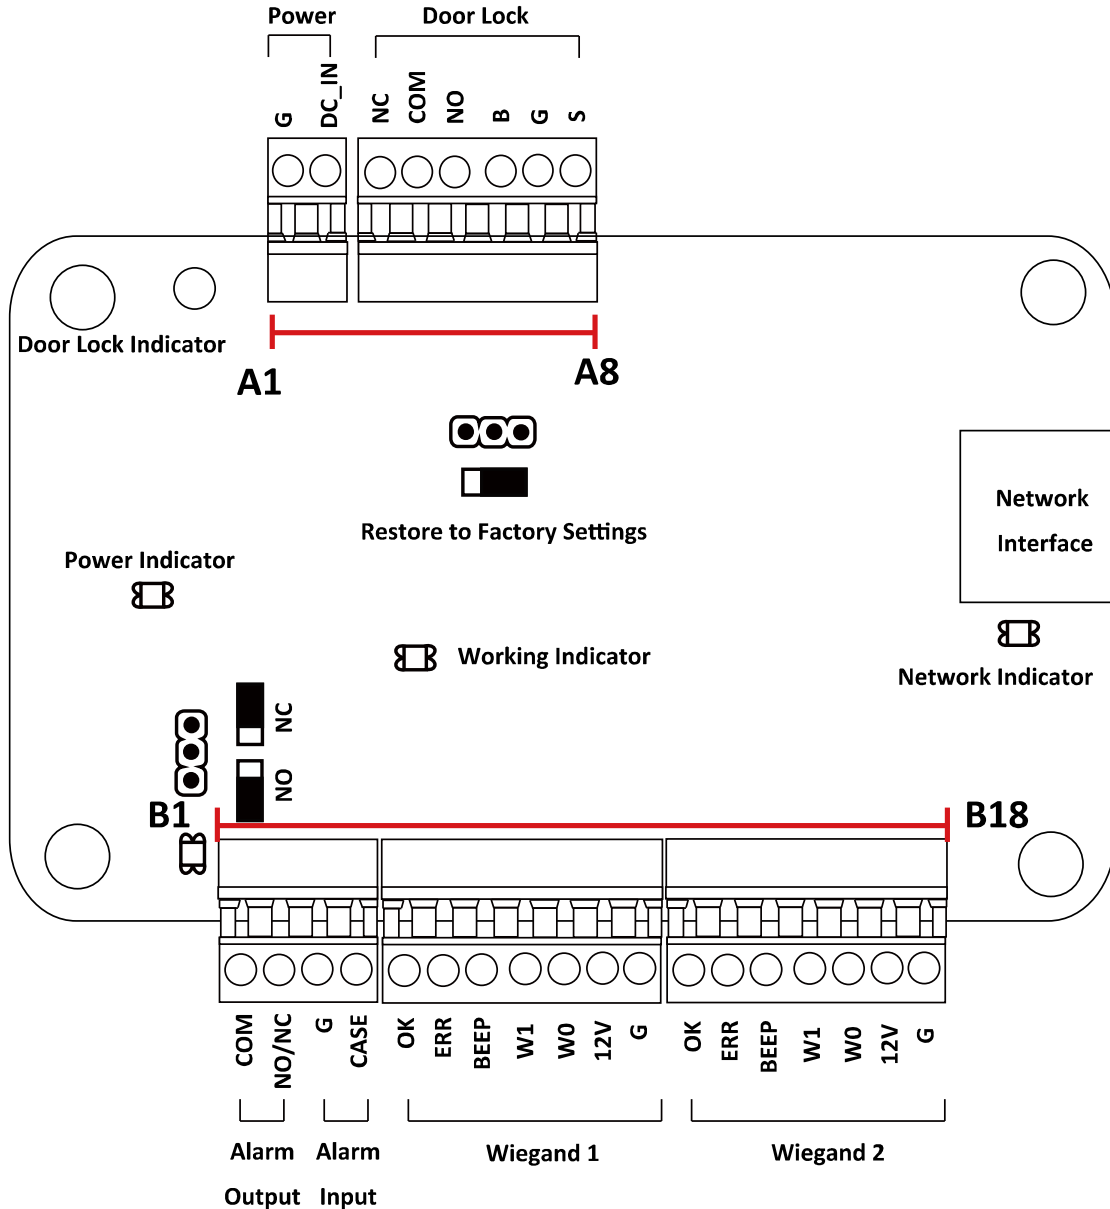 Power
Door Lock
G
DC_IN
NC
COM
NO
B
G
S
Door Lock Indicator
A1
A8
Restore to Factory Settings
Network
Interface
Power Indicator
Working Indicator
Network Indicator
NC
NO
B1
B18
COM
NO/NC
G
CASE
OK
ERR
BEEP
W1
W0
12V
G
OK
ERR
BEEP
W1
W0
12V
G
Alarm
Output
Alarm
Input
Wiegand 1
Wiegand 2